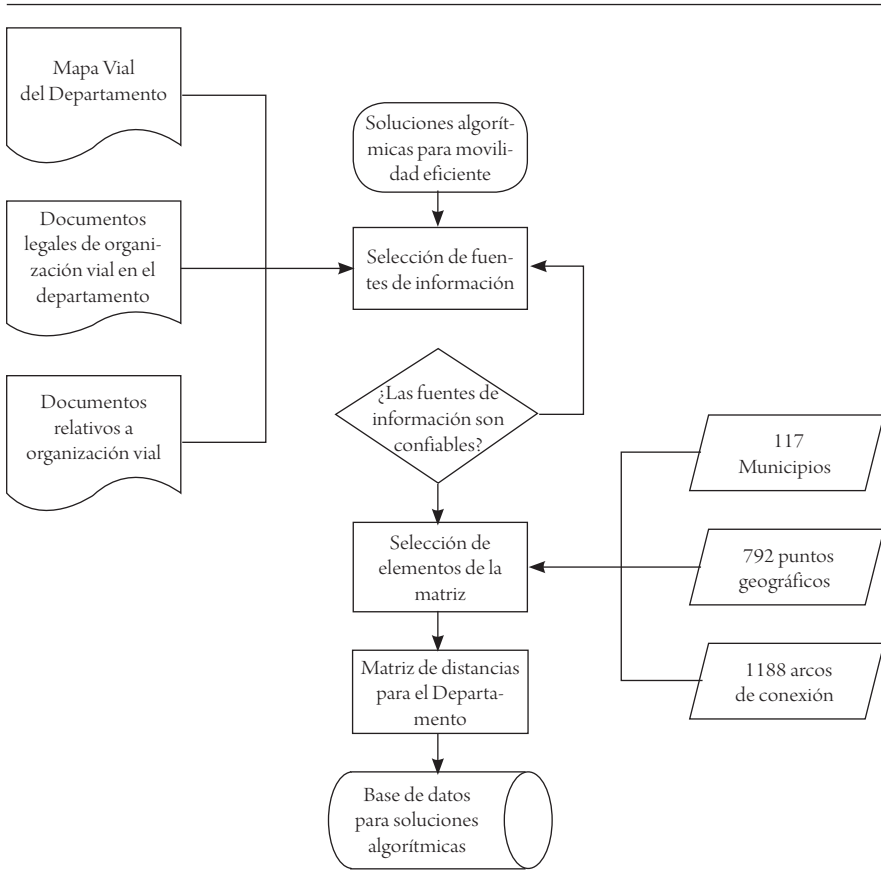 Mapa Vial
del Departamento
Documentos
legales de organi-
zación vial en el
departamento
Documentos
relativos a
organización vial
Soluciones algorít-
micas para movili-
dad eficiente
Selección de fuen-
tes de información
¿Las fuentes de
información son
confiables?
Selección de
elementos de la
matriz
Matriz de distancias
para el Departa-
mento
Base de datos
para soluciones
algorítmicas
117
Municipios
792 puntos
geográficos
1188 arcos
de conexión